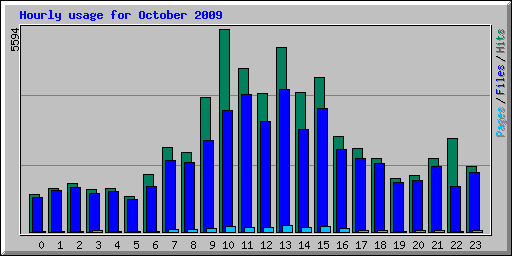 Hourly usage for October 2009
5594
Pages/Files/Hits
0 1 2 3 4 5 6 7 8 9 10 11 12 13 14 15 16 17 18 19 20 21 22 23